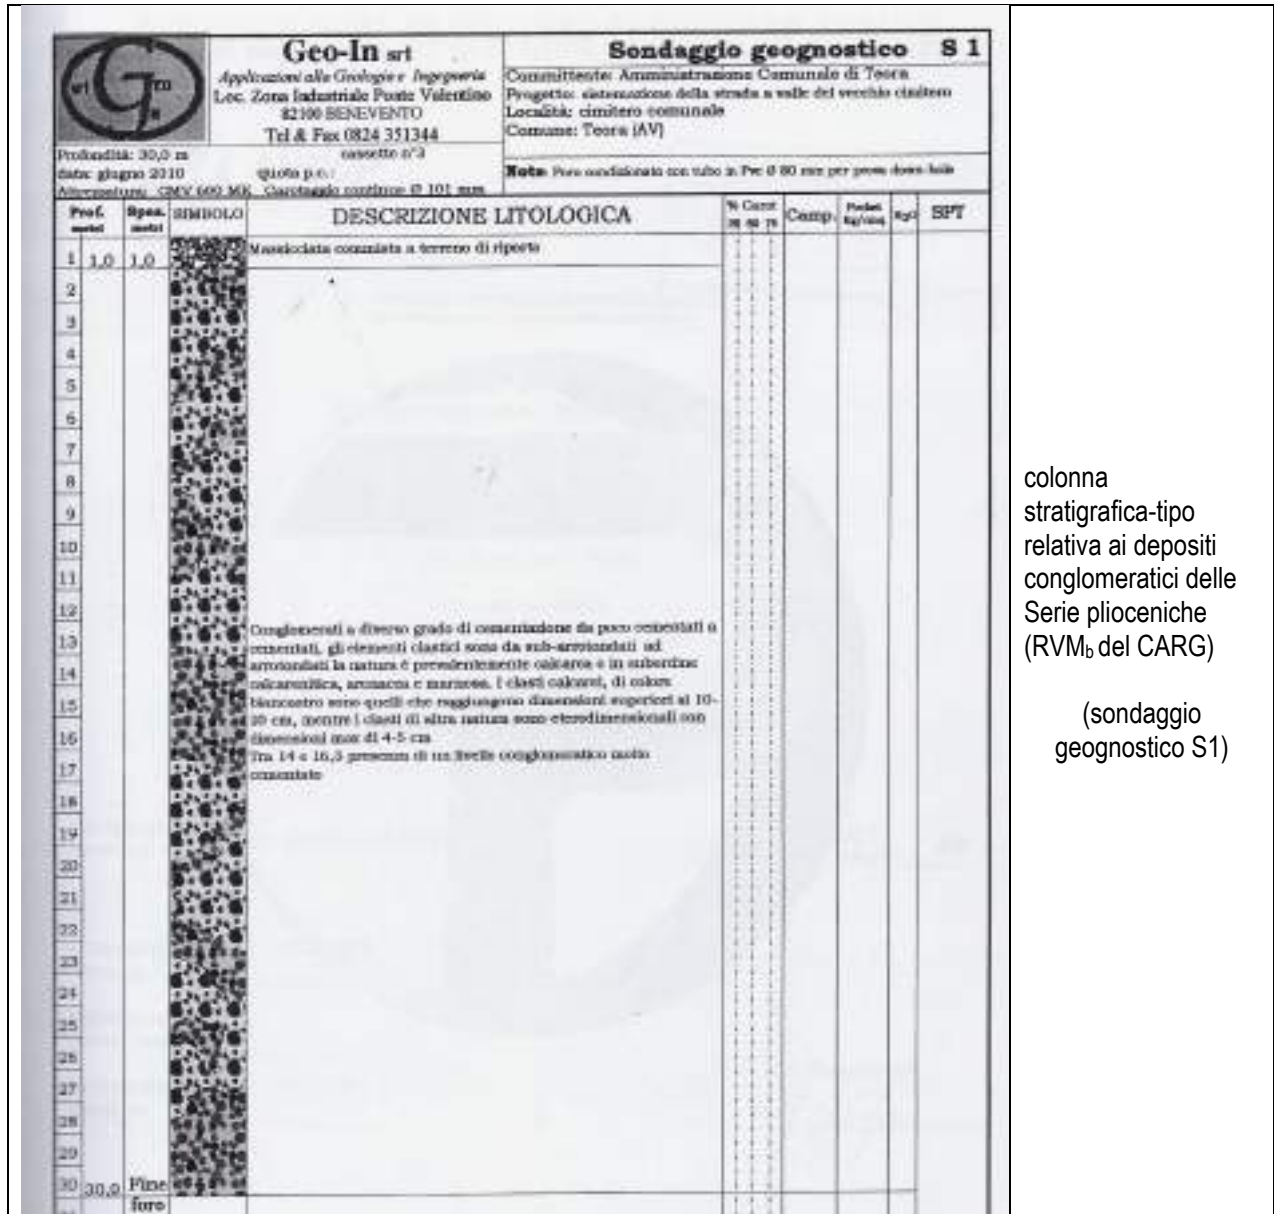 Geo-In srl
Applicazioni alla Geologia e Ingegneria
Loc. Zona Industriale Ponte Valentino
82100 BENEVENTO
Tel & Fax 0824 351344
Sondaggio geognostico S 1
Committente: Amministrazione Comunale di Teora
Progetto: sistemazione della strada a valle del vecchio cimitero
Località: cimitero comunale
Comune: Teora (AV)
Profondità: 30,0 m cassette n°3
data: giugno 2010 quota p.c.:
Attrezzatura: CMV 600 MK Carotaggio continuo Ø 101 mm
Nota: Foro condizionato con tubo in Pvc Ø 80 mm per prova down-hole
Prof. metri
Spes. metri
SIMBOLO
DESCRIZIONE LITOLOGICA
% Carot
Camp.
Pocket
H2O
SPT
1 1,0 1,0 Massicciata commista a terreno di riporto
2
3
4
5
6
7
8
9
10
11
12
13
14
15
16
17
18
19
20
21
22
23
24
25
26
27
28
29
30 30,0 Fine
foro
Conglomerati a diverso grado di cementazione da poco cementati a
cementati, gli elementi clastici sono da sub-arrotondati ad
arrotondati la natura è prevalentemente calcarea e in subordine
calcarenitica, arenacea e marnosa. I clasti calcarei, di colore
biancastro sono quelli che raggiungono dimensioni superiori ai 10-
20 cm, mentre i clasti di altra natura sono eterodimensionali con
dimensioni max di 4-5 cm
Tra 14 e 16,5 presenza di un livello conglomeratico molto
cementato
colonna
stratigrafica-tipo
relativa ai depositi
conglomeratici delle
Serie plioceniche
(RVMb del CARG)
(sondaggio
geognostico S1)